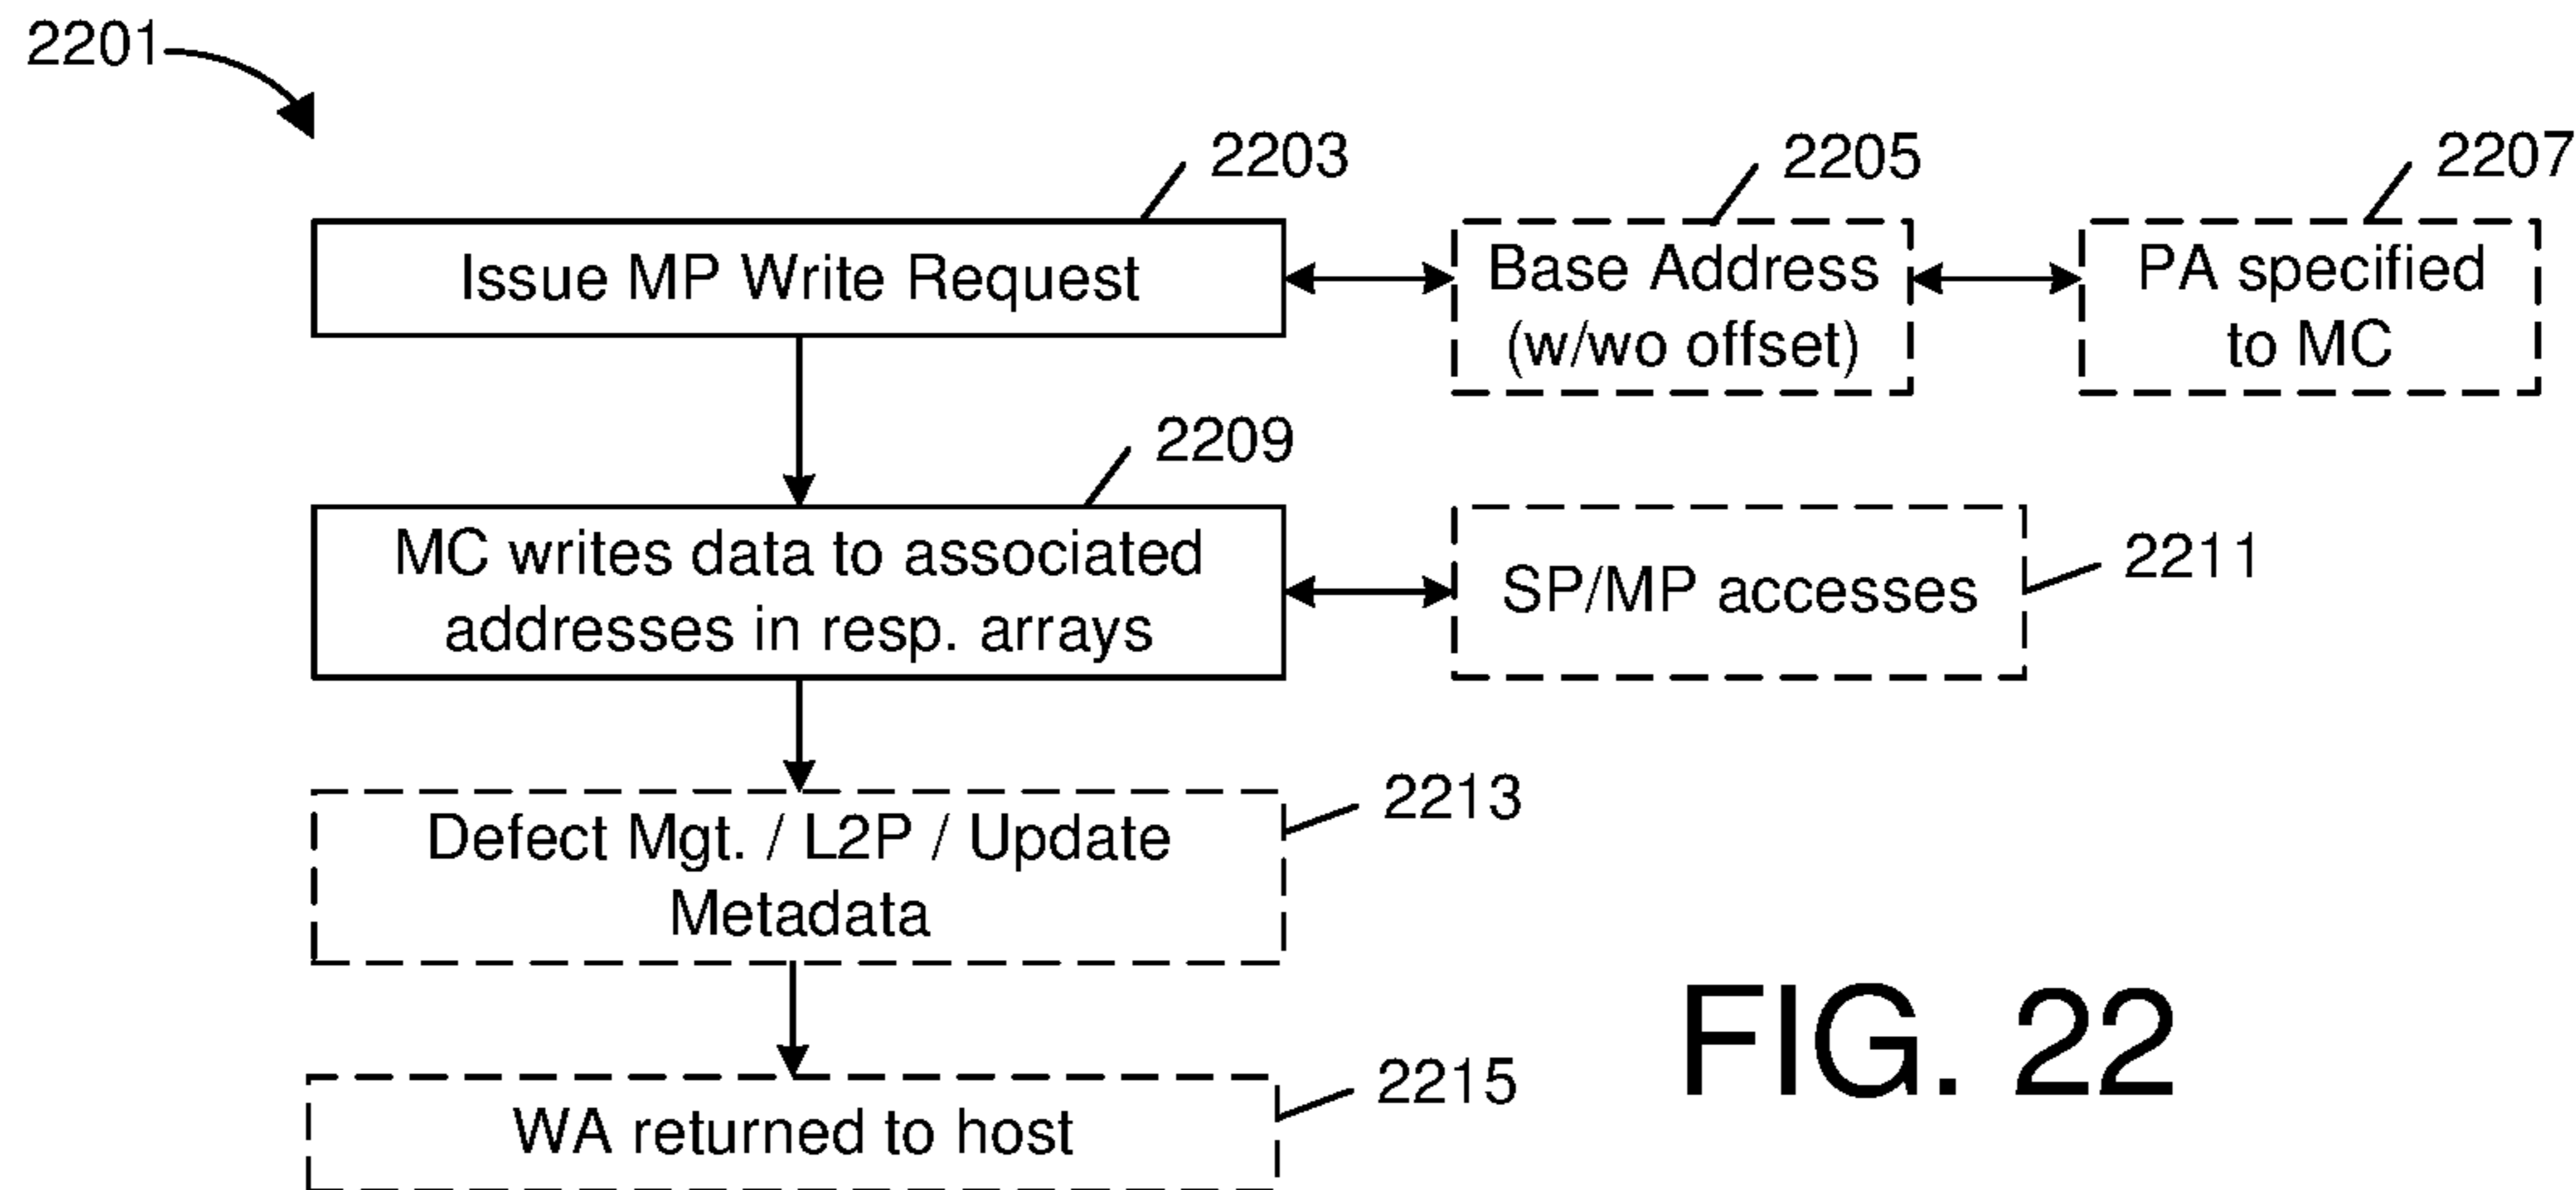 2201
2203
2205
2207
Issue MP Write Request
Base Address
(w/wo offset)
PA specified
to MC
2209
MC writes data to associated
addresses in resp. arrays
SP/MP accesses
2211
2213
Defect Mgt. / L2P / Update
Metadata
2215
WA returned to host
FIG. 22